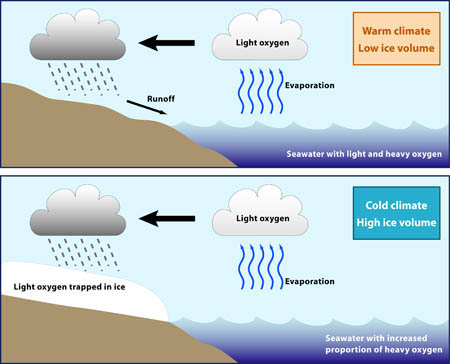 Light oxygen
Warm climate
Low ice volume
Evaporation
Runoff
Seawater with light and heavy oxygen
Light oxygen
Cold climate
High ice volume
Evaporation
Light oxygen trapped in ice
Seawater with increased
proportion of heavy oxygen